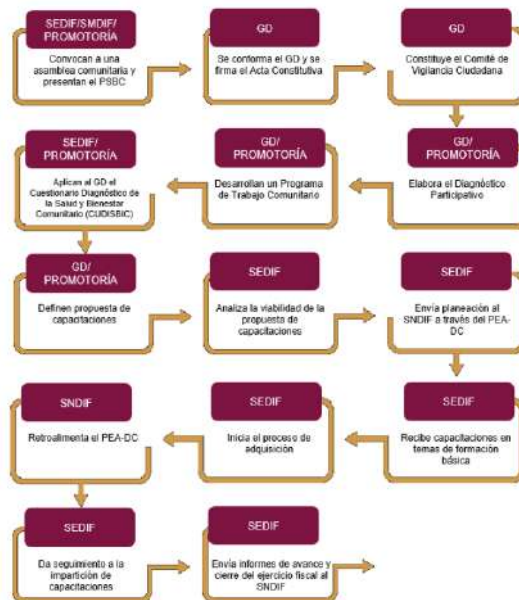 SEDIF/SMDIF/
PROMOTORÍA
Convocan a una
asamblea comunitaria y
presentan el PSBC
GD
Se conforma el GD y se
firma el Acta Constitutiva
GD
Constituye el Comité de
Vigilancia Ciudadana
SEDIF/
PROMOTORÍA
Aplican al GD el
Cuestionario Diagnóstico de
la Salud y Bienestar
Comunitario (CUDISBIC)
GD/
PROMOTORÍA
Desarrollan un Programa
de Trabajo Comunitario
GD/
PROMOTORÍA
Elabora el Diagnóstico
Participativo
GD/
PROMOTORÍA
Definen propuesta de
capacitaciones
SEDIF
Analiza la viabilidad de la
propuesta de
capacitaciones
SEDIF
Envía planeación al
SNDIF a través del PEA-
DC
SNDIF
Retroalimenta el PEA-DC
SEDIF
Inicia el proceso de
adquisición
SEDIF
Recibe capacitaciones en
temas de formación
básica
SEDIF
Da seguimiento a la
impartición de
capacitaciones
SEDIF
Envía informes de avance y
cierre del ejercicio fiscal al
SNDIF